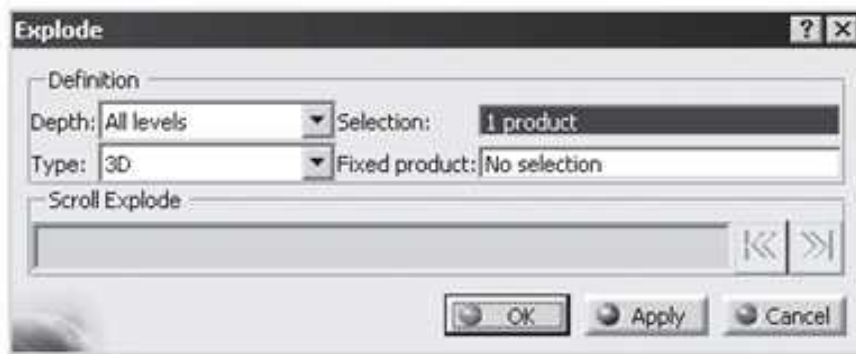 Explode
Definition
Depth: All levels Selection: 1 product
Type: 3D Fixed product: No selection
Scroll Explode
OK Apply Cancel